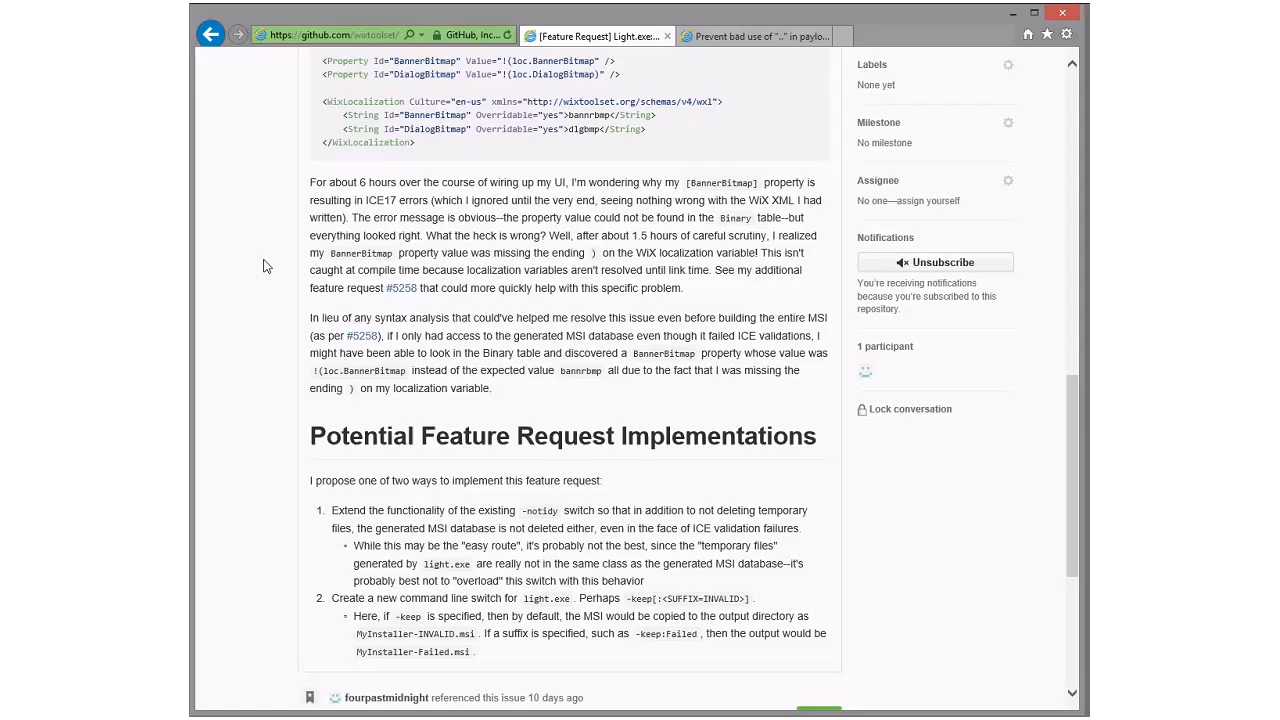 https://github.com/wixtoolset/
GitHub, Inc...
[Feature Request] Light.exe:...
Prevent bad use of ".." in paylo...
<Property Id="BannerBitmap" Value="!(loc.BannerBitmap" />
<Property Id="DialogBitmap" Value="!(loc.DialogBitmap)" />
<WixLocalization Culture="en-us" xmlns="http://wixtoolset.org/schemas/v4/wxl">
<String Id="BannerBitmap" Overridable="yes">bannrbmp</String>
<String Id="DialogBitmap" Overridable="yes">dlgbmp</String>
</WixLocalization>
For about 6 hours over the course of wiring up my UI, I'm wondering why my [BannerBitmap] property is
resulting in ICE17 errors (which I ignored until the very end, seeing nothing wrong with the WiX XML I had
written). The error message is obvious--the property value could not be found in the Binary table--but
everything looked right. What the heck is wrong? Well, after about 1.5 hours of careful scrutiny, I realized
my BannerBitmap property value was missing the ending ) on the WiX localization variable! This isn't
caught at compile time because localization variables aren't resolved until link time. See my additional
feature request #5258 that could more quickly help with this specific problem.
In lieu of any syntax analysis that could've helped me resolve this issue even before building the entire MSI
(as per #5258), if I only had access to the generated MSI database even though it failed ICE validations, I
might have been able to look in the Binary table and discovered a BannerBitmap property whose value was
!(loc.BannerBitmap instead of the expected value bannrbmp all due to the fact that I was missing the
ending ) on my localization variable.
Potential Feature Request Implementations
I propose one of two ways to implement this feature request:
1. Extend the functionality of the existing -notidy switch so that in addition to not deleting temporary
files, the generated MSI database is not deleted either, even in the face of ICE validation failures.
◦ While this may be the "easy route", it's probably not the best, since the "temporary files"
generated by light.exe are really not in the same class as the generated MSI database--it's
probably best not to "overload" this switch with this behavior
2. Create a new command line switch for light.exe. Perhaps -keep[:<SUFFIX=INVALID>].
◦ Here, if -keep is specified, then by default, the MSI would be copied to the output directory as
MyInstaller-INVALID.msi. If a suffix is specified, such as -keep:Failed, then the output would be
MyInstaller-Failed.msi.
fourpastmidnight referenced this issue 10 days ago
Labels
None yet
Milestone
No milestone
Assignee
No one—assign yourself
Notifications
Unsubscribe
You're receiving notifications
because you're subscribed to this
repository.
1 participant
Lock conversation